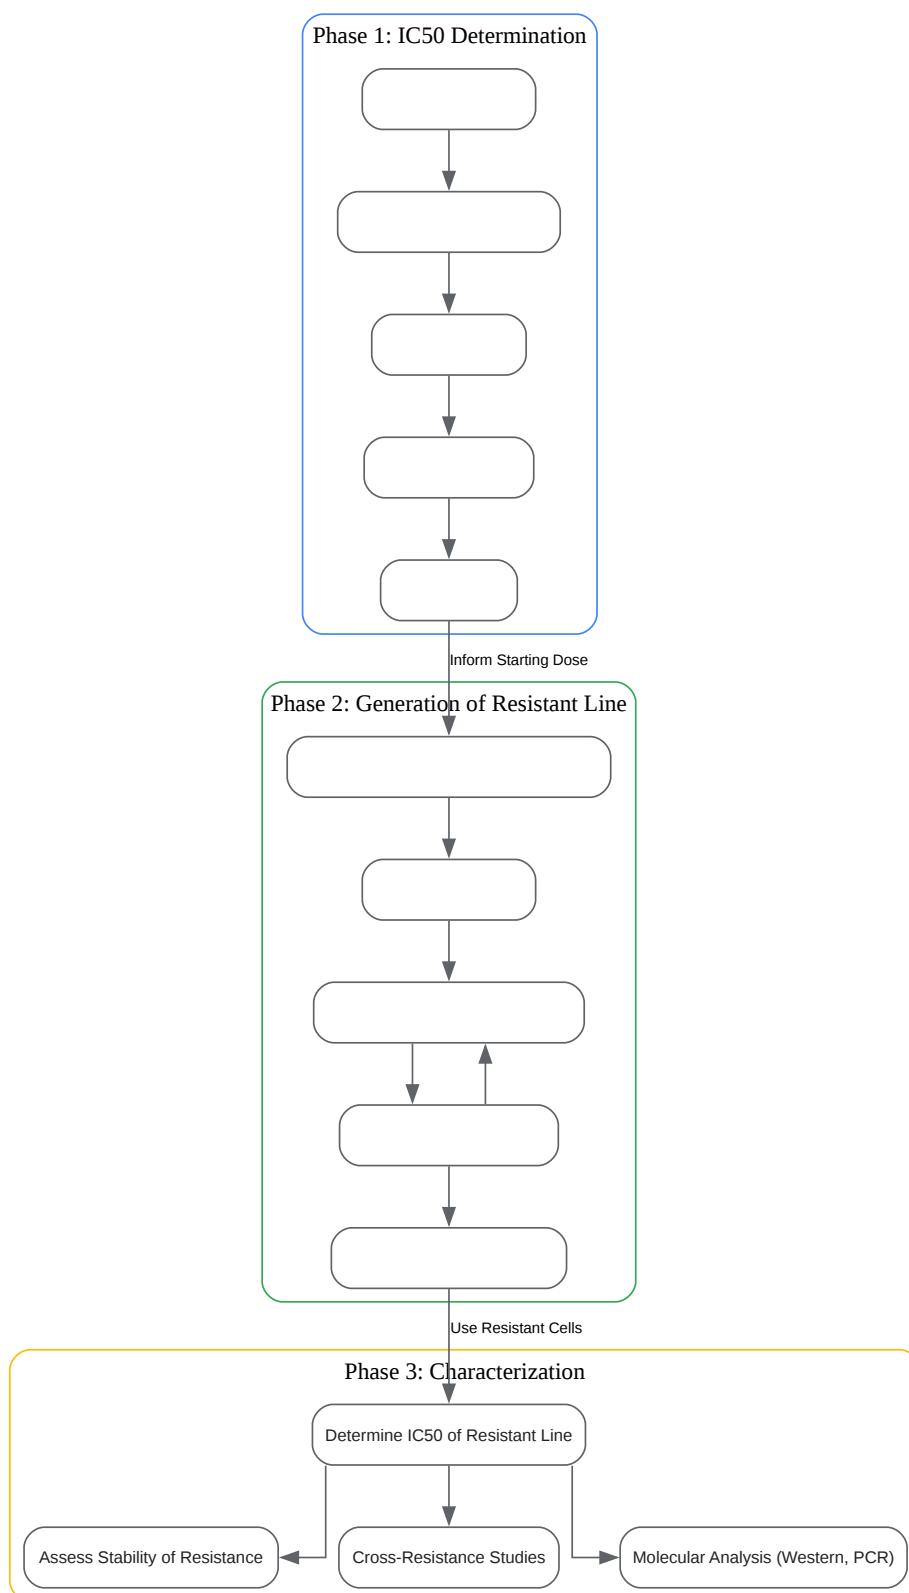 Phase 1: IC50 Determination
Inform Starting Dose
Phase 2: Generation of Resistant Line
Use Resistant Cells
Phase 3: Characterization
Determine IC50 of Resistant Line
Assess Stability of Resistance
Cross-Resistance Studies
Molecular Analysis (Western, PCR)